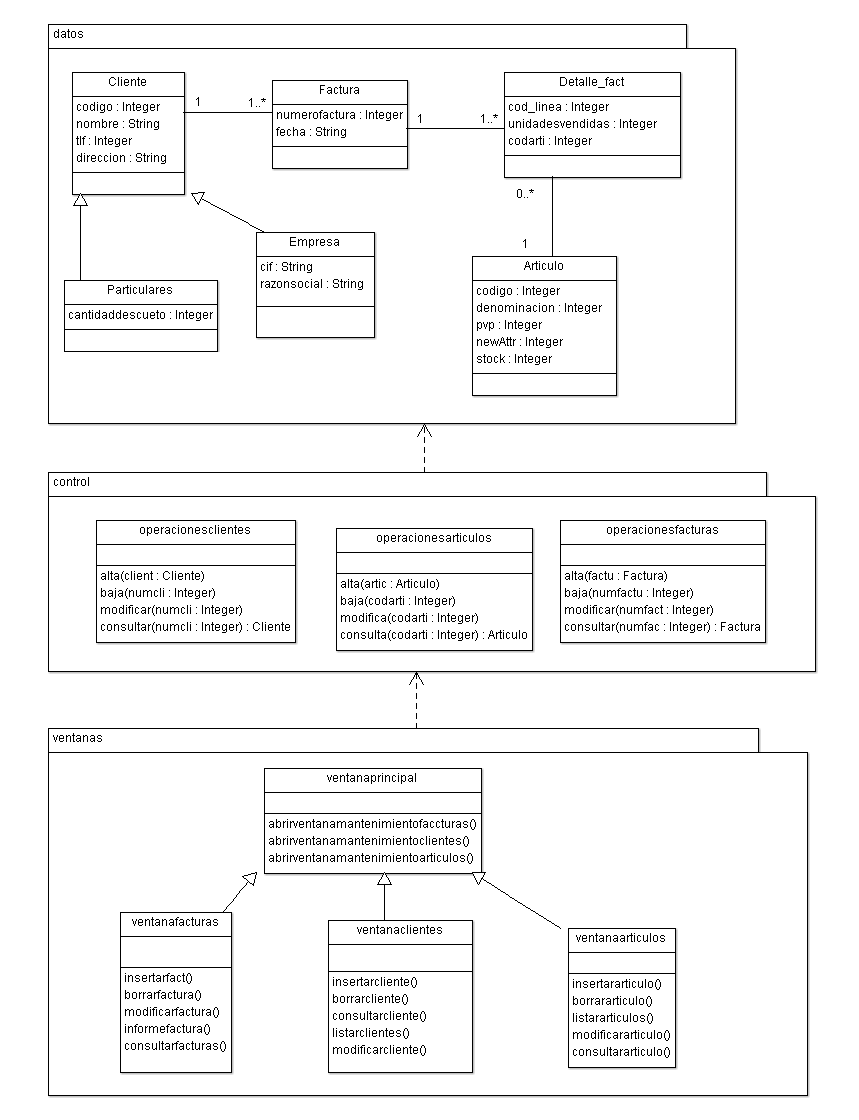 datos
Cliente
codigo : Integer
nombre : String
tlf : Integer
direccion : String
1
1..*
Factura
numerofactura : Integer
fecha : String
1
1..*
Detalle_fact
cod_linea : Integer
unidadesvendidas : Integer
codarti : Integer
0..*
1
Empresa
cif : String
razonsocial : String
Particulares
cantidaddescueto : Integer
Articulo
codigo : Integer
denominacion : Integer
pvp : Integer
newAttr : Integer
stock : Integer
control
operacionesclientes
alta(client : Cliente)
baja(numcli : Integer)
modificar(numcli : Integer)
consultar(numcli : Integer) : Cliente
operacionesarticulos
alta(artic : Articulo)
baja(codarti : Integer)
modifica(codarti : Integer)
consulta(codarti : Integer) : Articulo
operacionesfacturas
alta(factu : Factura)
baja(numfactu : Integer)
modificar(numfact : Integer)
consultar(numfac : Integer) : Factura
ventanas
ventanaprincipal
abrirventanamantenimientofaccturas()
abrirventanamantenimientoclientes()
abrirventanamantenimientoarticulos()
ventanafacturas
insertarfact()
borrarfactura()
modificarfactura()
informefactura()
consultarfacturas()
ventanaclientes
insertarcliente()
borrarcliente()
consultarcliente()
listarclientes()
modificarcliente()
ventanaarticulos
insertararticulo()
borrararticulo()
listararticulos()
modificararticulo()
consultararticulo()